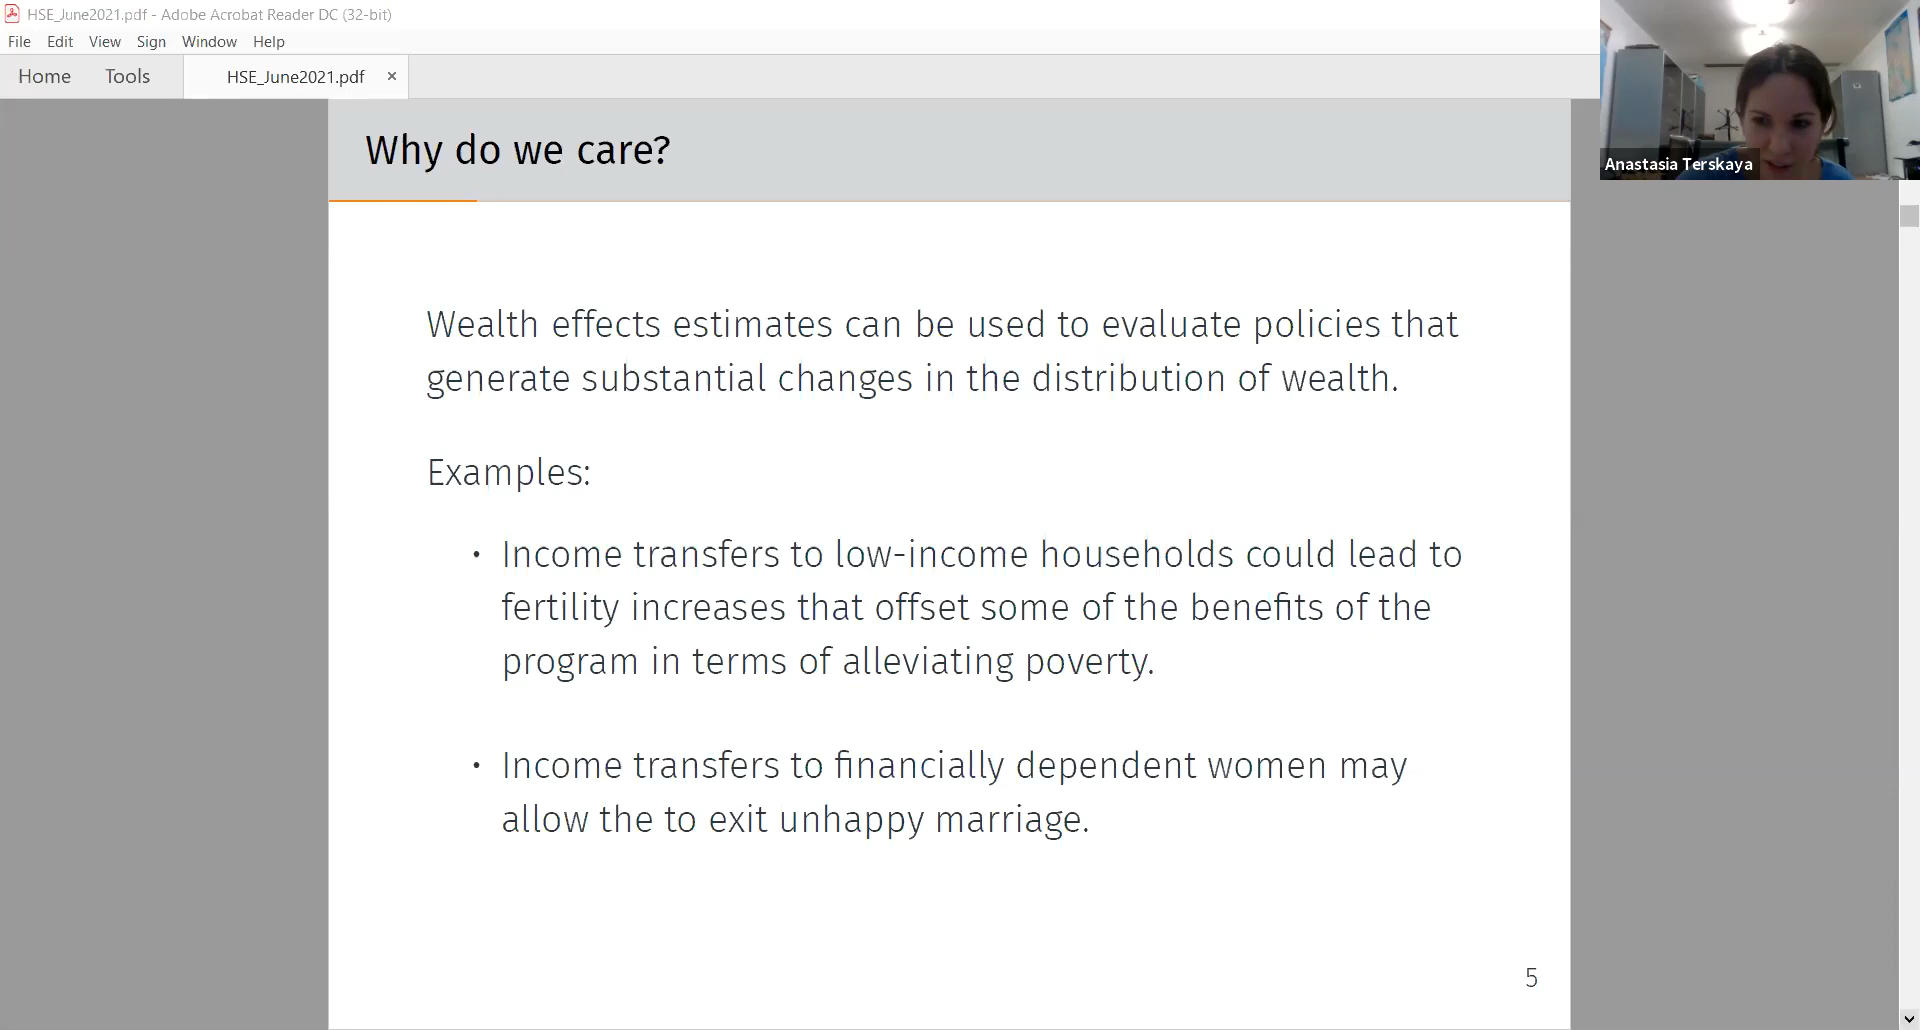 HSE_June2021.pdf - Adobe Acrobat Reader DC (32-bit)
File Edit View Sign Window Help
Home Tools HSE_June2021.pdf ×
Anastasia Terskaya
Why do we care?
Wealth effects estimates can be used to evaluate policies that
generate substantial changes in the distribution of wealth.
Examples:
• Income transfers to low-income households could lead to
fertility increases that offset some of the benefits of the
program in terms of alleviating poverty.
• Income transfers to financially dependent women may
allow the to exit unhappy marriage.
5